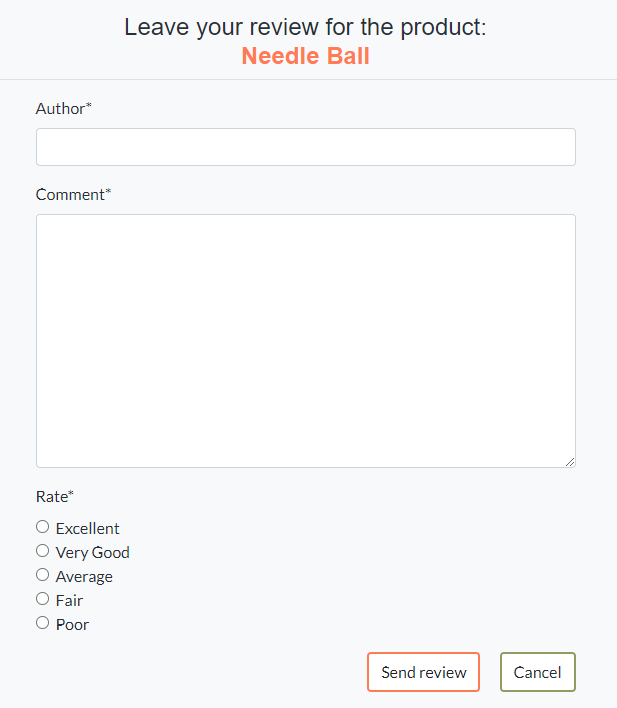 Leave your review for the product:
Needle Ball
Author*
Comment*
Rate*
Excellent
Very Good
Average
Fair
Poor
Send review
Cancel